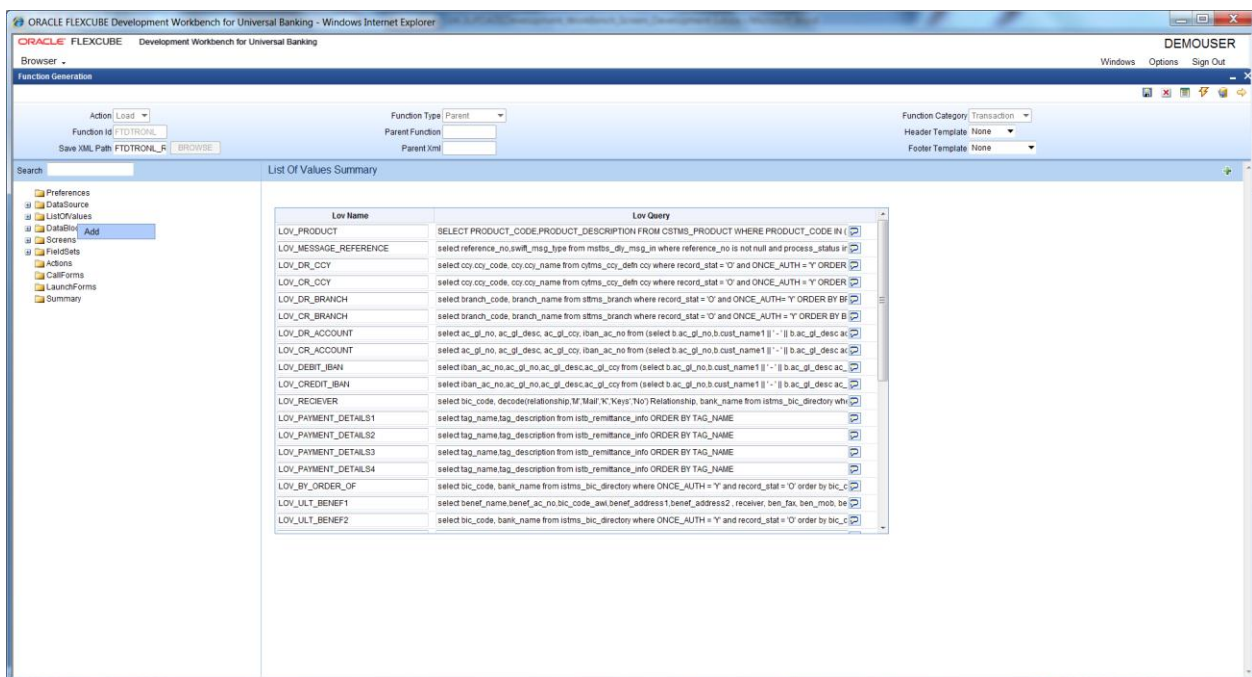 ORACLE FLEXCUBE Development Workbench for Universal Banking - Windows Internet Explorer
ORACLE FLEXCUBE Development Workbench for Universal Banking DEMOUSER
Browser Windows Options Sign Out
Function Generation
Action Load Function Type Parent Function Category Transaction
Function Id FTDTRONL Parent Function Header Template None
Save XML Path FTDTRONL_R BROWSE Parent Xml Footer Template None
Search List Of Values Summary
Preferences
DataSource
ListOfValues
DataBloc
Add
Screens
FieldSets
Actions
CallForms
LaunchForms
Summary
Lov Name Lov Query
LOV_PRODUCT SELECT PRODUCT_CODE,PRODUCT_DESCRIPTION FROM CSTMS_PRODUCT WHERE PRODUCT_CODE IN (
LOV_MESSAGE_REFERENCE select reference_no,swift_msg_type from mstbs_dly_msg_in where reference_no is not null and process_status in
LOV_DR_CCY select ccy.ccy_code, ccy.ccy_name from cytms_ccy_defn ccy where record_stat = 'O' and ONCE_AUTH = 'Y' ORDER
LOV_CR_CCY select ccy.ccy_code, ccy.ccy_name from cytms_ccy_defn ccy where record_stat = 'O' and ONCE_AUTH = 'Y' ORDER
LOV_DR_BRANCH select branch_code, branch_name from sttms_branch where record_stat = 'O' and ONCE_AUTH= 'Y' ORDER BY BR
LOV_CR_BRANCH select branch_code, branch_name from sttms_branch where record_stat = 'O' and ONCE_AUTH = 'Y' ORDER BY B
LOV_DR_ACCOUNT select ac_gl_no, ac_gl_desc, ac_gl_ccy, iban_ac_no from (select b.ac_gl_no,b.cust_name1 || ' - ' || b.ac_gl_desc ac
LOV_CR_ACCOUNT select ac_gl_no, ac_gl_desc, ac_gl_ccy, iban_ac_no from (select b.ac_gl_no,b.cust_name1 || ' - ' || b.ac_gl_desc ac
LOV_DEBIT_IBAN select iban_ac_no,ac_gl_no,ac_gl_desc,ac_gl_ccy from (select b.ac_gl_no,b.cust_name1 || ' - ' || b.ac_gl_desc ac_
LOV_CREDIT_IBAN select iban_ac_no,ac_gl_no,ac_gl_no,ac_gl_desc,ac_gl_ccy from (select b.ac_gl_no,b.cust_name1 || ' - ' || b.ac_gl_desc ac_
LOV_RECIEVER select bic_code, decode(relationship,'M','Mail','K','Keys','No') Relationship, bank_name from istms_bic_directory whe
LOV_PAYMENT_DETAILS1 select tag_name,tag_description from istb_remittance_info ORDER BY TAG_NAME
LOV_PAYMENT_DETAILS2 select tag_name,tag_description from istb_remittance_info ORDER BY TAG_NAME
LOV_PAYMENT_DETAILS3 select tag_name,tag_description from istb_remittance_info ORDER BY TAG_NAME
LOV_PAYMENT_DETAILS4 select tag_name,tag_description from istb_remittance_info ORDER BY TAG_NAME
LOV_BY_ORDER_OF select bic_code, bank_name from istms_bic_directory where ONCE_AUTH = 'Y' and record_stat = 'O' order by bic_c
LOV_ULT_BENEF1 select benef_name,benef_ac_no,bic_code_awi,benef_address1,benef_address2 , receiver, ben_fax, ben_mob, be
LOV_ULT_BENEF2 select bic_code, bank_name from istms_bic_directory where ONCE_AUTH = 'Y' and record_stat = 'O' order by bic_c